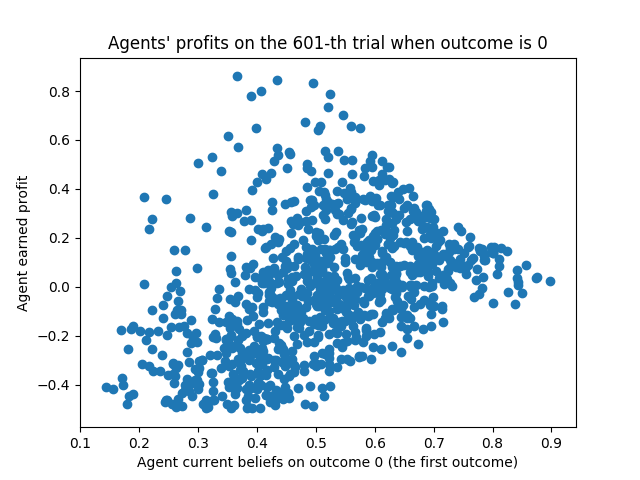 Agents' profits on the 601-th trial when outcome is 0
Agent earned profit
0.8
0.6
0.4
0.2
0.0
−0.2
−0.4
0.1 0.2 0.3 0.4 0.5 0.6 0.7 0.8 0.9
Agent current beliefs on outcome 0 (the first outcome)